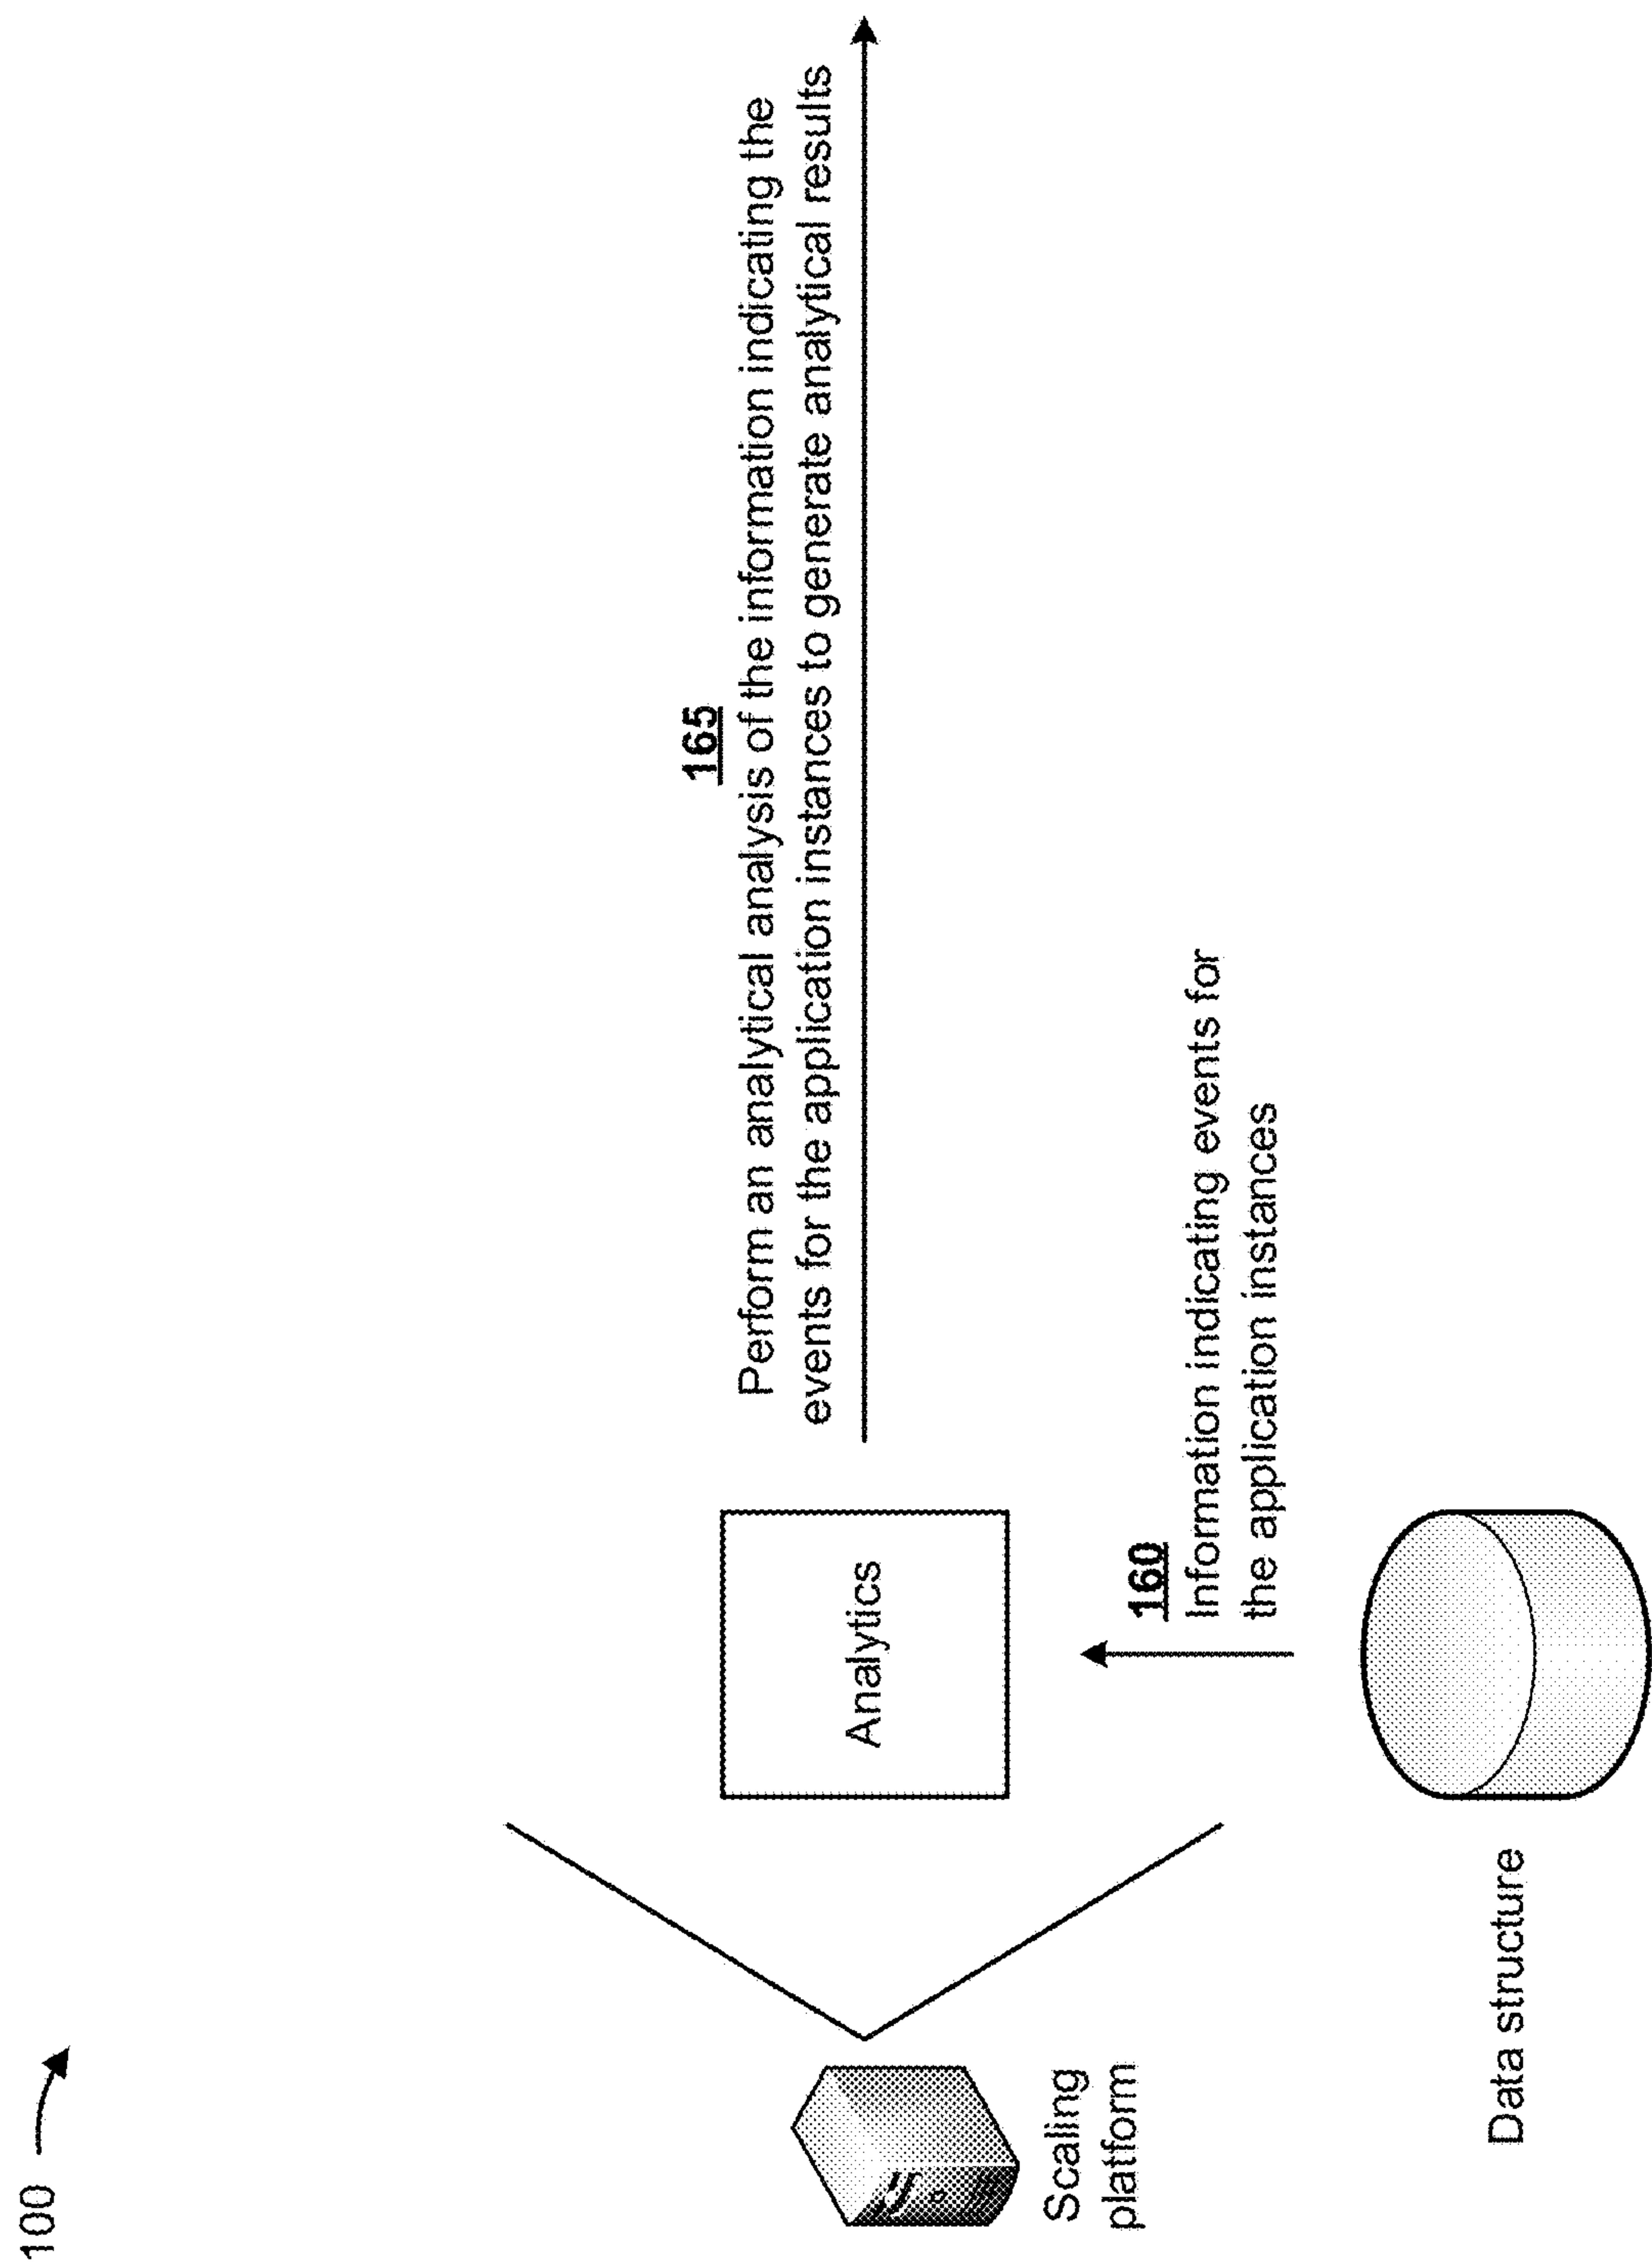 100
165
Perform an analytical analysis of the information indicating the
events for the application instances to generate analytical results
Analytics
Scaling
platform
160
Information indicating events for
the application instances
Data structure